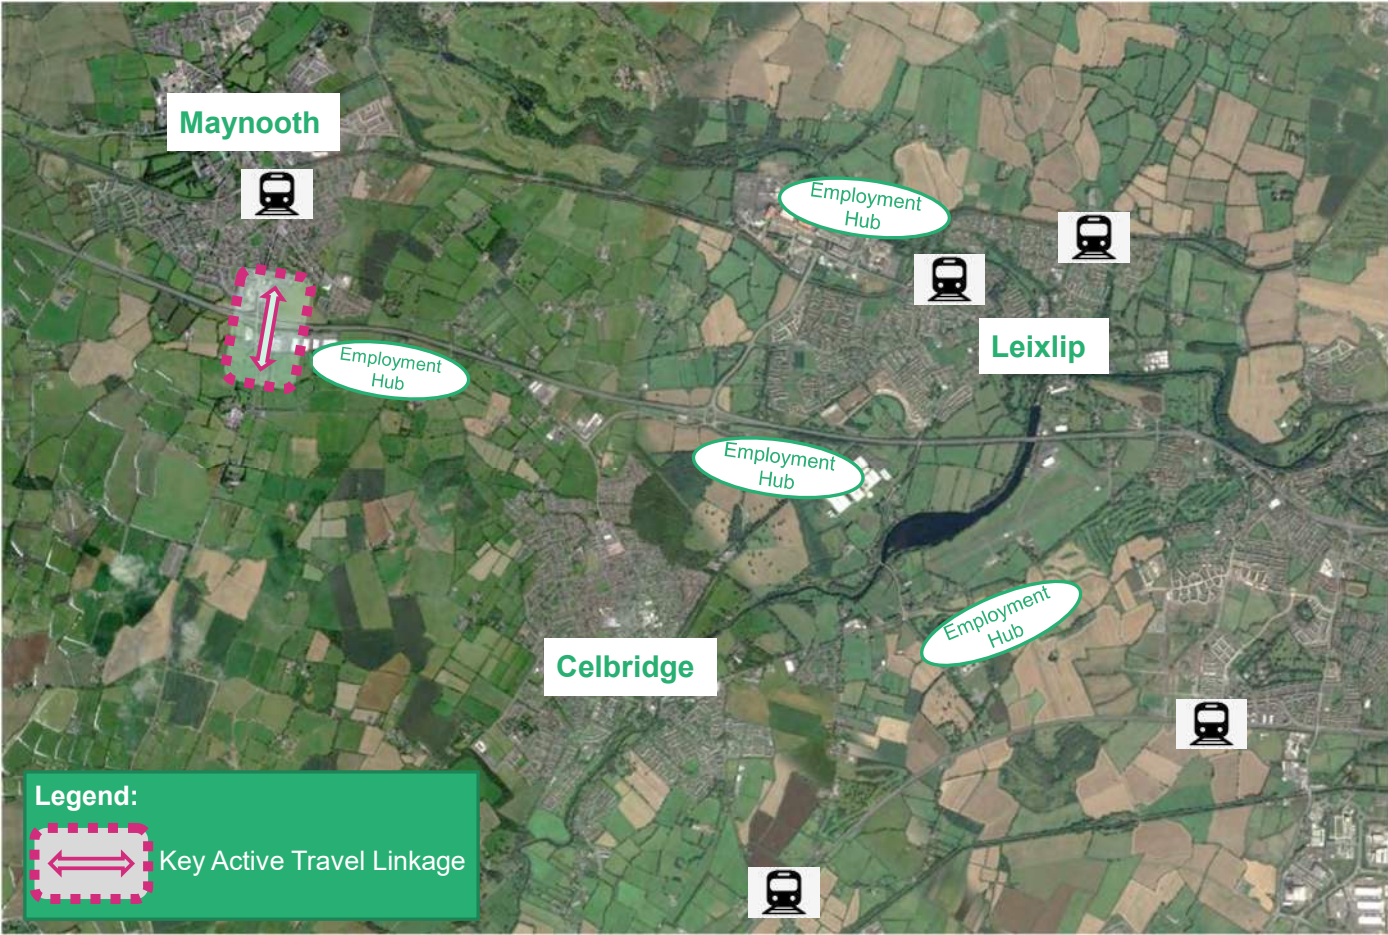 Maynooth
Employment
Hub
Leixlip
Employment
Hub
Employment
Hub
Employment
Hub
Celbridge
Legend:
Key Active Travel Linkage